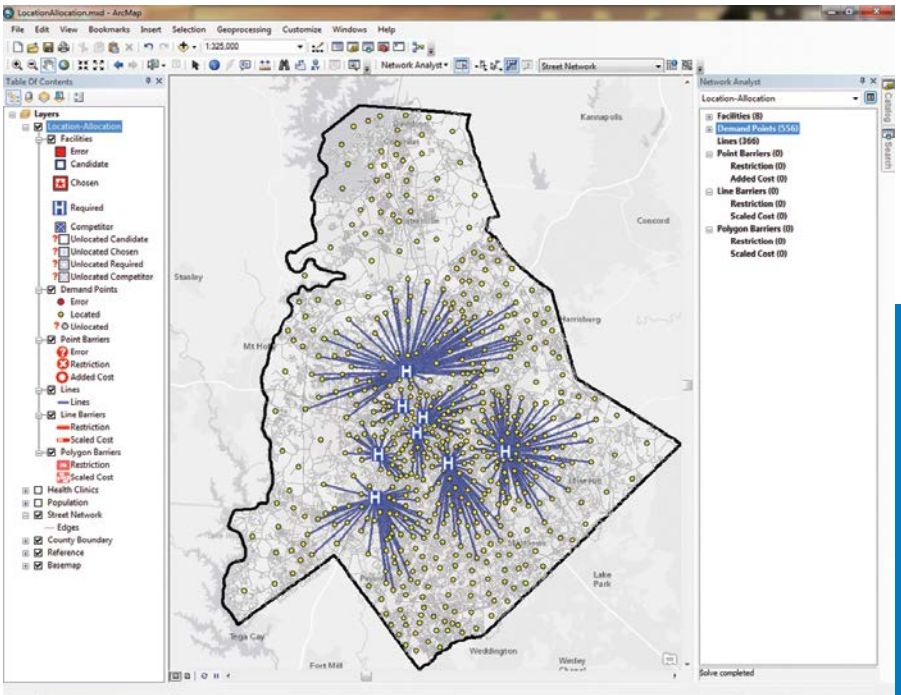 LocationAllocation.mxd - ArcMap
File Edit View Bookmarks Insert Selection Geoprocessing Customize Windows Help
1:325,000
Network Analyst
Street Network
Table Of Contents
Layers
Location-Allocation
Facilities
Error
Candidate
Chosen
Required
Competitor
Unlocated Candidate
Unlocated Chosen
Unlocated Required
Unlocated Competitor
Demand Points
Error
Located
Unlocated
Point Barriers
Error
Restriction
Added Cost
Lines
Lines
Line Barriers
Restriction
Scaled Cost
Polygon Barriers
Restriction
Scaled Cost
Health Clinics
Population
Street Network
Edges
County Boundary
Reference
Basemap
Kannapolis
Concord
Stanley
Harrisburg
Mt Holly
H
H
H
H
H
H
H
H
Mint Hill
Lake
Park
Tega Cay
Weddington
Fort Mill
Wesley
Chapel
Network Analyst
Location-Allocation
Facilities (8)
Demand Points (556)
Lines (366)
Point Barriers (0)
Restriction (0)
Added Cost (0)
Line Barriers (0)
Restriction (0)
Scaled Cost (0)
Polygon Barriers (0)
Restriction (0)
Scaled Cost (0)
Solve completed
Catalog
Search